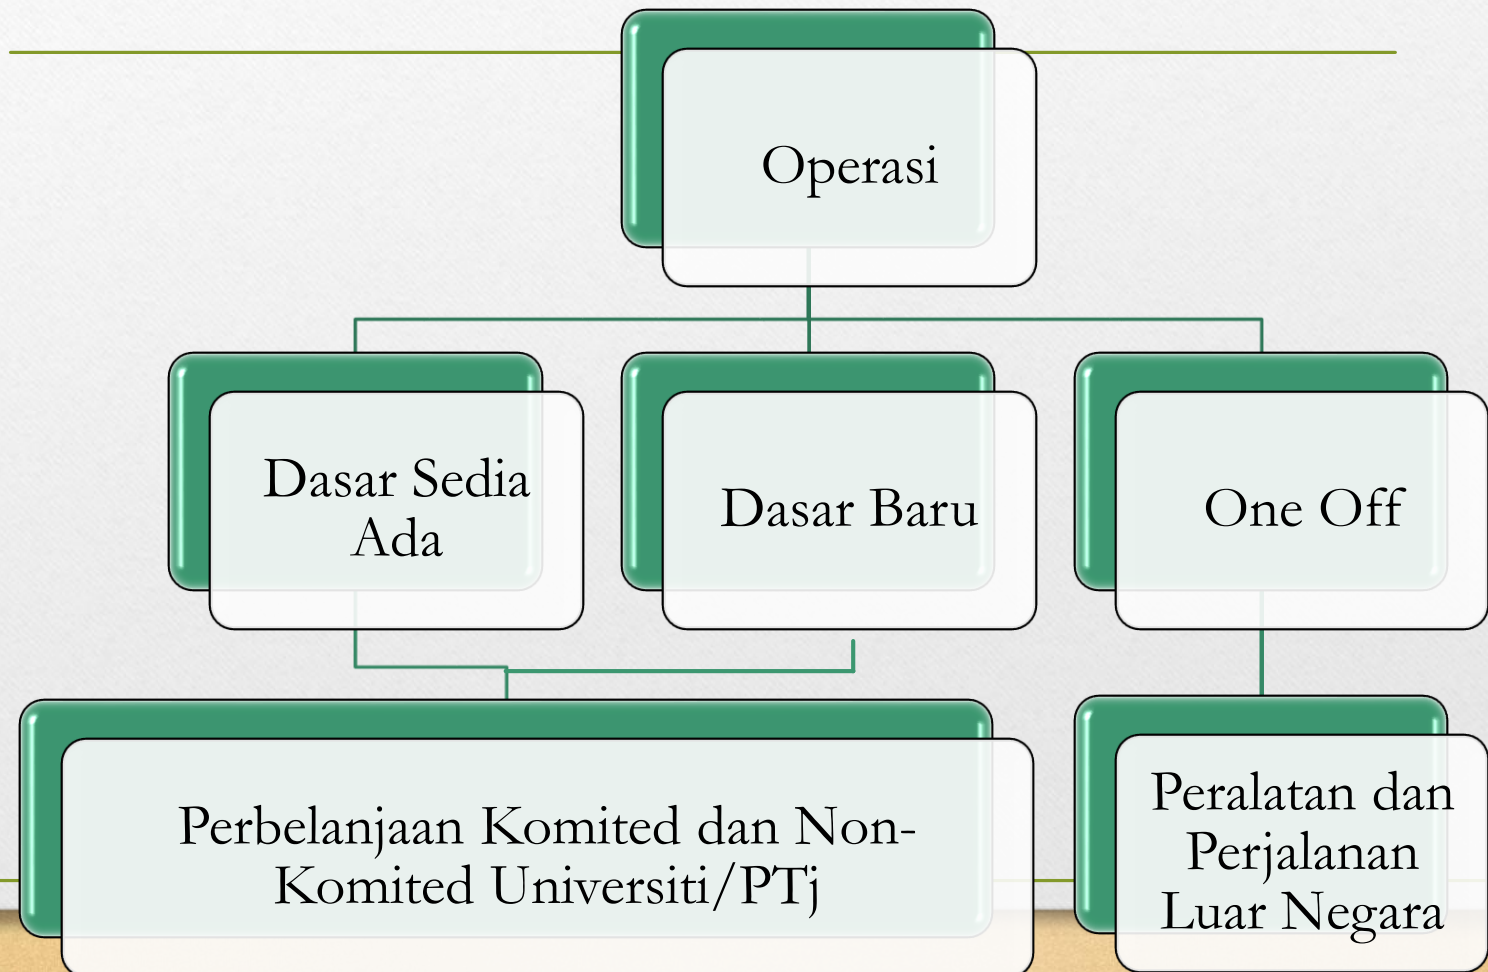 Operasi
Dasar Sedia
Ada
Dasar Baru
One Off
Perbelanjaan Komited dan Non-
Komited Universiti/PTj
Peralatan dan
Perjalanan
Luar Negara